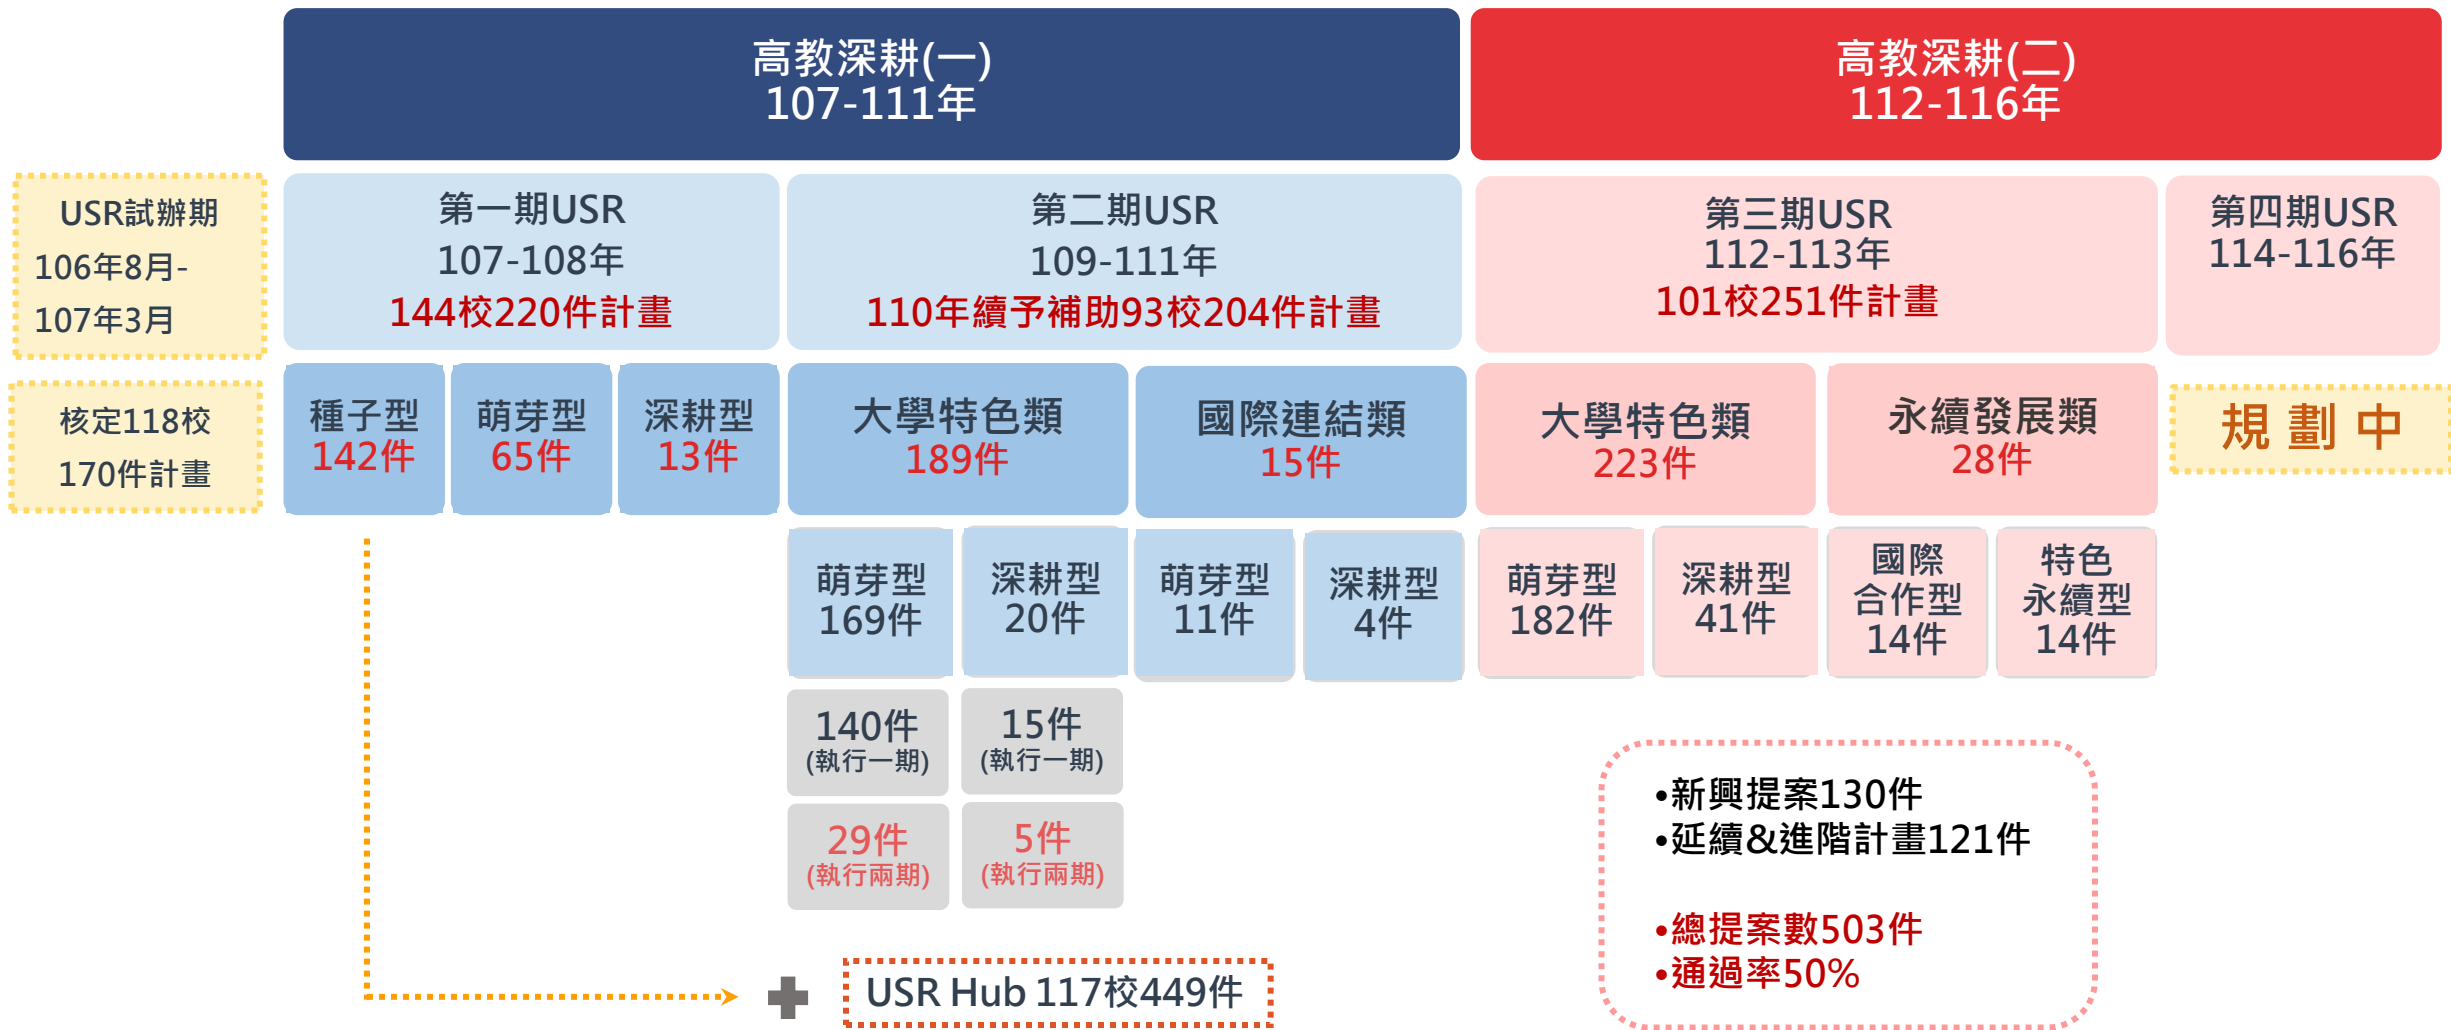 高教深耕(一)
107-111年
高教深耕(二)
112-116年
USR試辦期
106年8月-
107年3月
第一期USR
107-108年
144校220件計畫
第二期USR
109-111年
110年續予補助93校204件計畫
第三期USR
112-113年
101校251件計畫
第四期USR
114-116年
核定118校
170件計畫
種子型
142件
萌芽型
65件
深耕型
13件
大學特色類
189件
國際連結類
15件
大學特色類
223件
永續發展類
28件
規劃中
萌芽型
169件
深耕型
20件
萌芽型
11件
深耕型
4件
萌芽型
182件
深耕型
41件
國際
合作型
14件
特色
永續型
14件
140件
(執行一期)
15件
(執行一期)
29件
(執行兩期)
5件
(執行兩期)
•新興提案130件
•延續&進階計畫121件
•總提案數503件
•通過率50%
USR Hub 117校449件